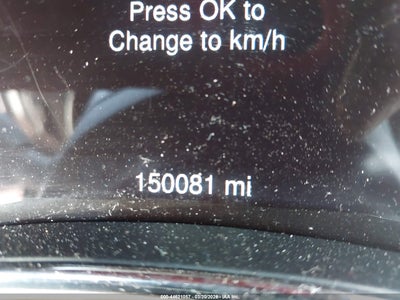 Press OK to
Change to km/h
150081 mi